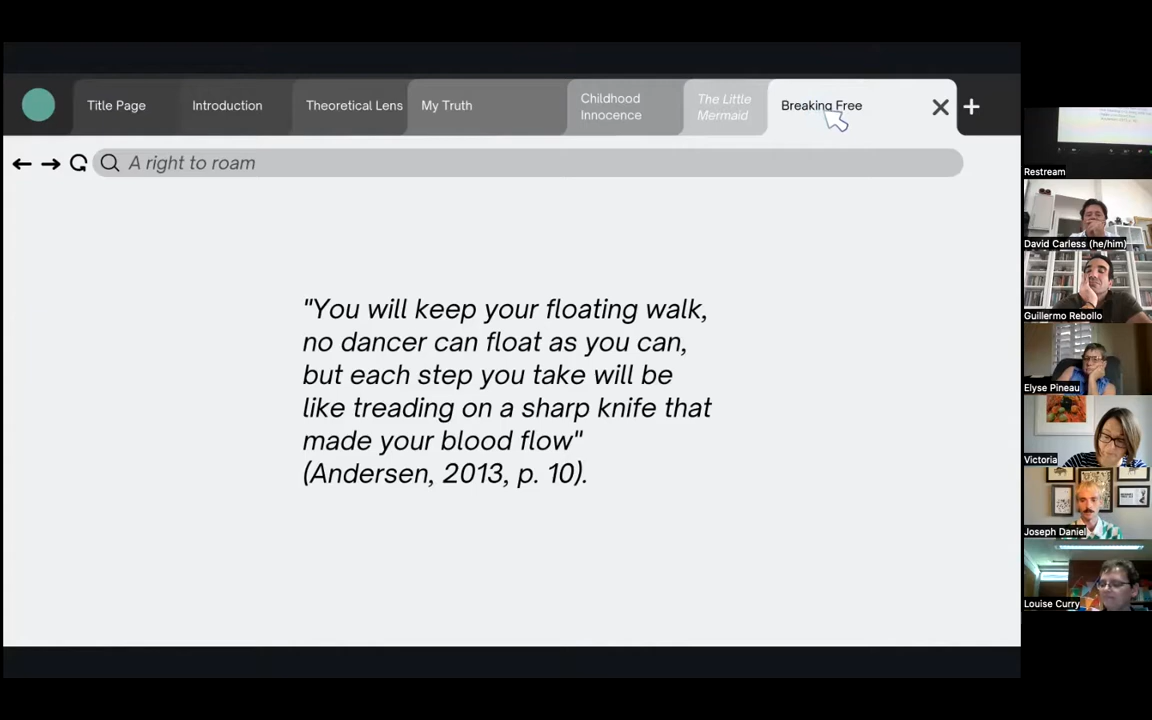 Title Page
Introduction
Theoretical Lens
My Truth
Childhood
Innocence
The Little
Mermaid
Breaking Free
A right to roam
"You will keep your floating walk,
no dancer can float as you can,
but each step you take will be
like treading on a sharp knife that
made your blood flow"
(Andersen, 2013, p. 10).
Restream
David Carless (he/him)
Guillermo Rebollo
Elyse Pineau
Victoria
Joseph Daniel
Louise Curry